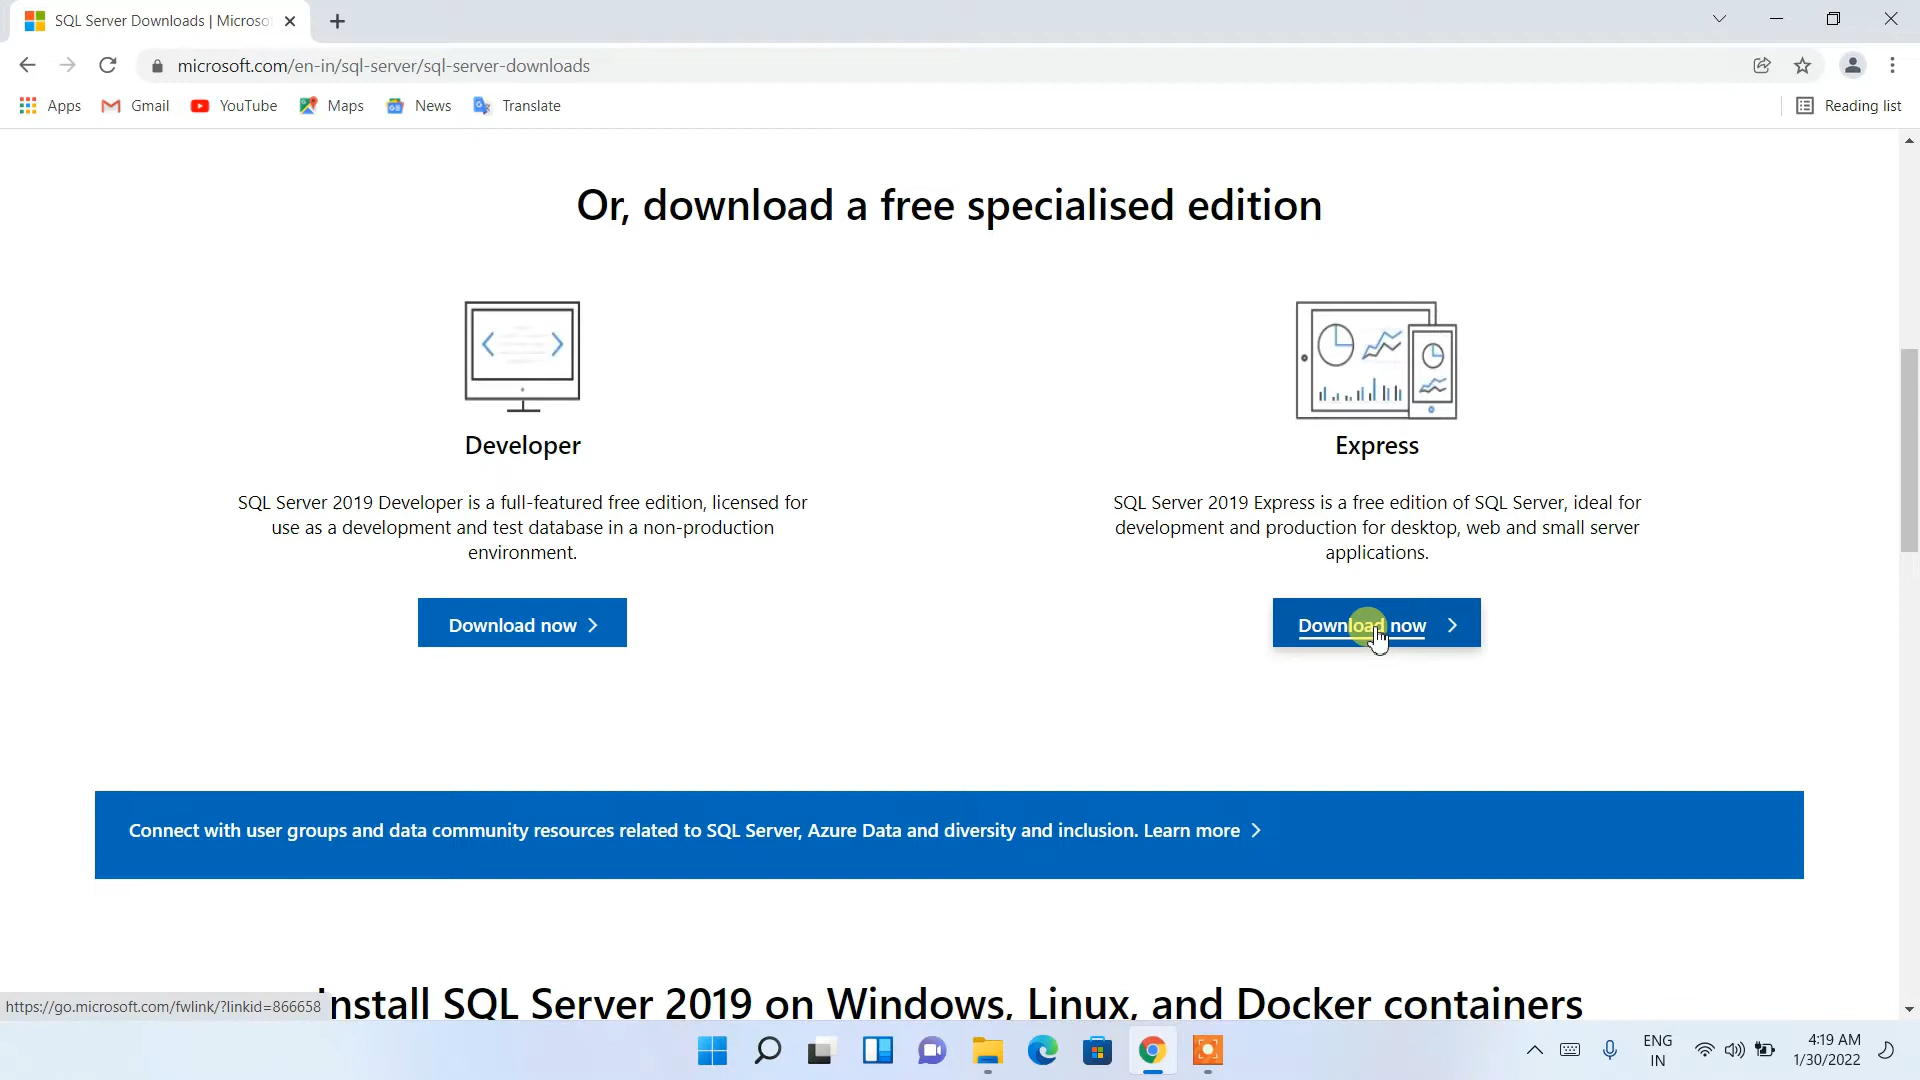 SQL Server Downloads | Microso
microsoft.com/en-in/sql-server/sql-server-downloads
Apps Gmail YouTube Maps News Translate Reading list
Or, download a free specialised edition
Developer
SQL Server 2019 Developer is a full-featured free edition, licensed for
use as a development and test database in a non-production
environment.
Download now
Express
SQL Server 2019 Express is a free edition of SQL Server, ideal for
development and production for desktop, web and small server
applications.
Download now
Connect with user groups and data community resources related to SQL Server, Azure Data and diversity and inclusion. Learn more
Install SQL Server 2019 on Windows, Linux, and Docker containers
https://go.microsoft.com/fwlink/?linkid=866658
ENG
IN
4:19 AM
1/30/2022